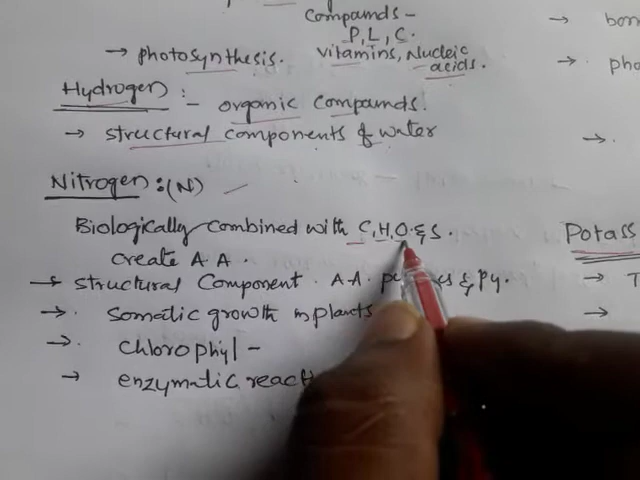 Compounds -
P, L, C.
→ photosynthesis. Vitamins, Nucleic
acids.
Hydrogen :- organic compounds!
→ structural components of water
Nitrogen :(N) -
Biologically combined with C, H, O. & S.
create A. A.
→ structural Component. A.A. & Py.
→ Somatic growth in plants
→ chlorophyl -
→ enzymatic
→ pho
→
Potass
→ T
→